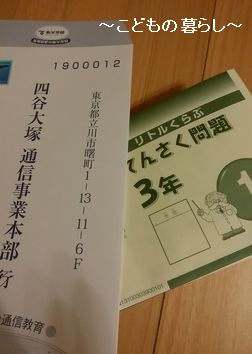 ～こどもの暮らし～
1900012
東京都立川市曙町1-13-11-6F
四谷大塚 通信事業本部 行
通信教育
リトルくらぶ
てんさく問題
3年
1